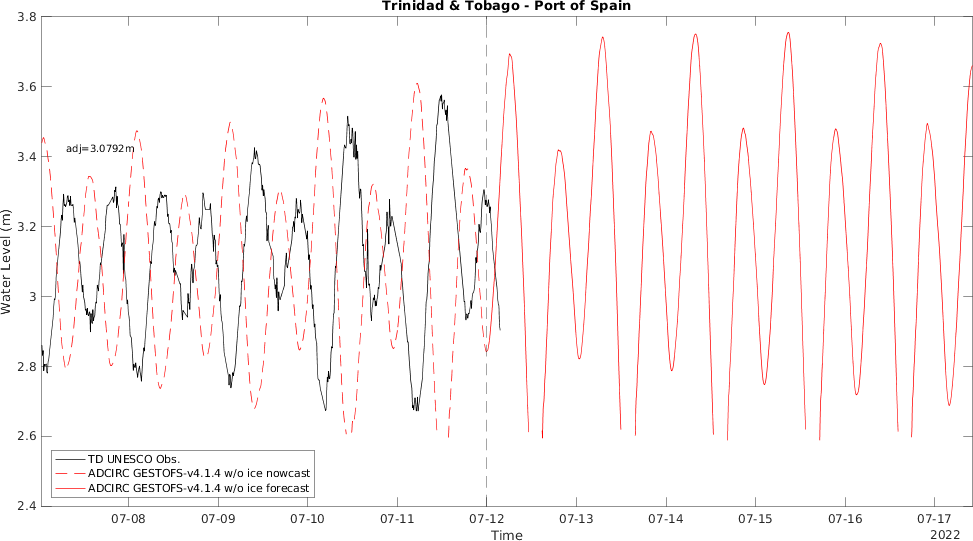 Trinidad & Tobago - Port of Spain
3.8
3.6
3.4
3.2
3
2.8
2.6
2.4
Water Level (m)
adj=3.0792m
TD UNESCO Obs.
ADCIRC GESTOFS-v4.1.4 w/o ice nowcast
ADCIRC GESTOFS-v4.1.4 w/o ice forecast
07-08 07-09 07-10 07-11 07-12 07-13 07-14 07-15 07-16 07-17
2022
Time